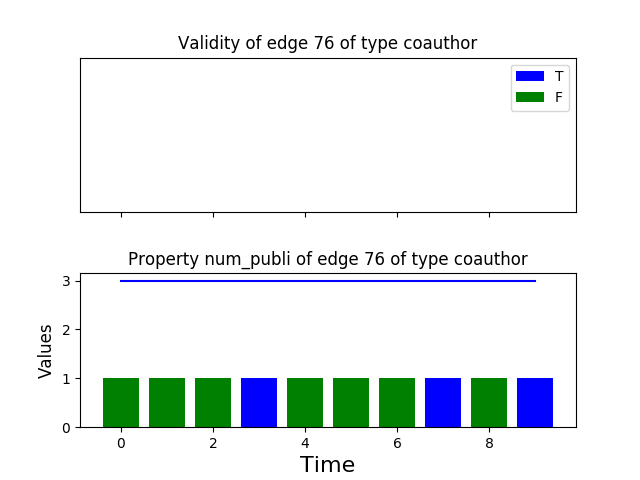 Validity of edge 76 of type coauthor
T
F
Property num_publi of edge 76 of type coauthor
3
2
1
0
Values
0 2 4 6 8
Time